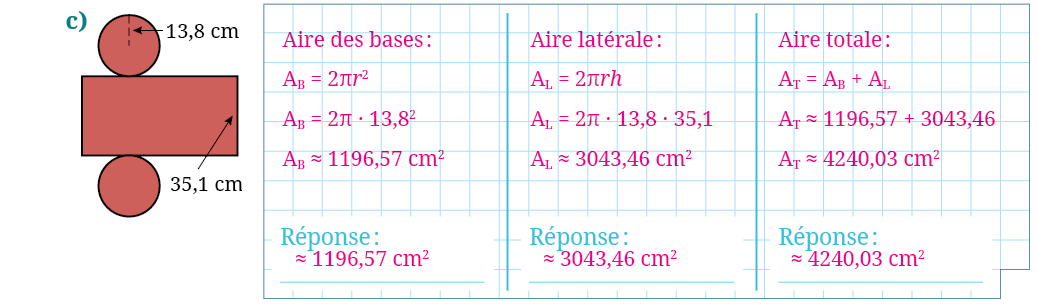 c)
13,8 cm
35,1 cm
Aire des bases :
A_B = 2πr²
A_B = 2π · 13,8²
A_B ≈ 1196,57 cm²
Réponse :
≈ 1196,57 cm²
Aire latérale :
A_L = 2πrh
A_L = 2π · 13,8 · 35,1
A_L ≈ 3043,46 cm²
Réponse :
≈ 3043,46 cm²
Aire totale :
A_T = A_B + A_L
A_T ≈ 1196,57 + 3043,46
A_T ≈ 4240,03 cm²
Réponse :
≈ 4240,03 cm²